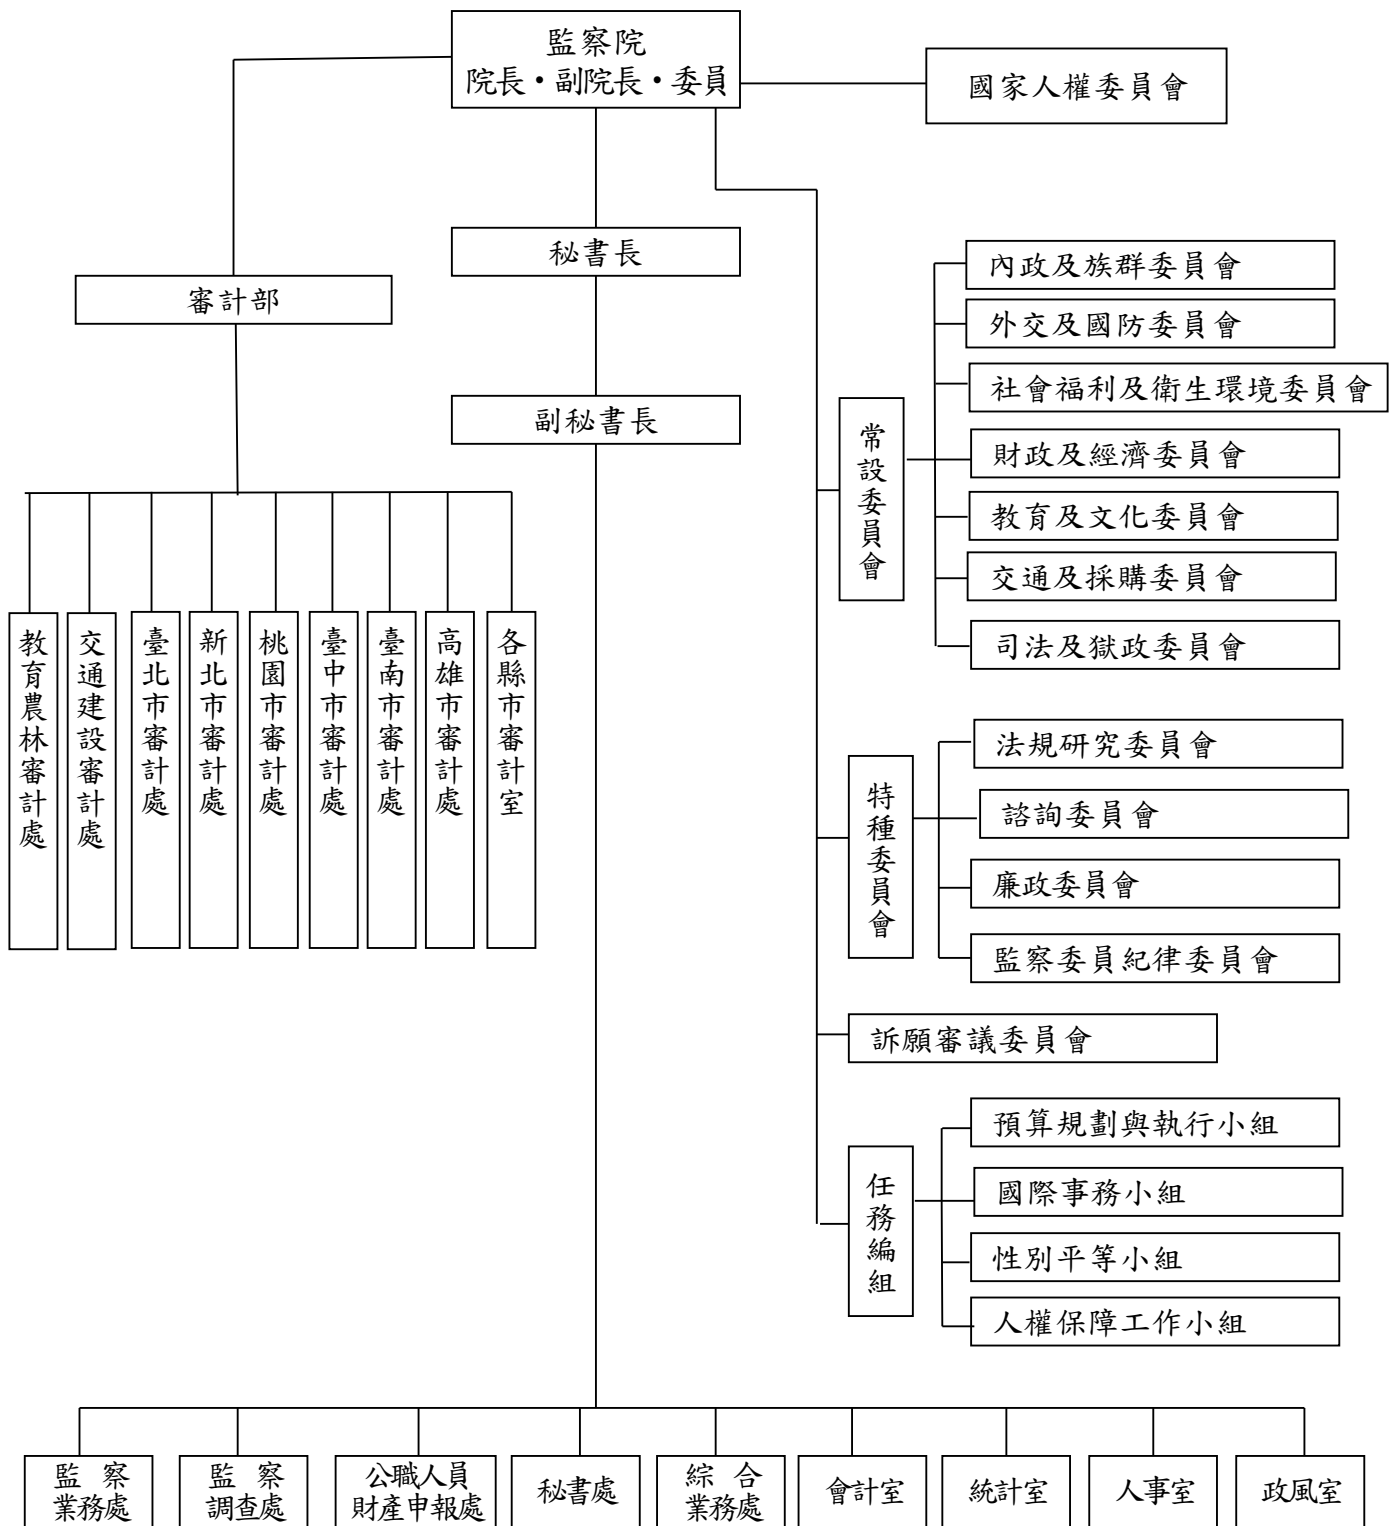 監察院
院長・副院長・委員
國家人權委員會
秘書長
審計部
副秘書長
教育農林審計處
交通建設審計處
臺北市審計處
新北市審計處
桃園市審計處
臺中市審計處
臺南市審計處
高雄市審計處
各縣市審計室
常設委員會
內政及族群委員會
外交及國防委員會
社會福利及衛生環境委員會
財政及經濟委員會
教育及文化委員會
交通及採購委員會
司法及獄政委員會
特種委員會
法規研究委員會
諮詢委員會
廉政委員會
監察委員紀律委員會
訴願審議委員會
任務編組
預算規劃與執行小組
國際事務小組
性別平等小組
人權保障工作小組
監 察
業務處
監 察
調查處
公職人員
財產申報處
秘書處
綜 合
業務處
會計室
統計室
人事室
政風室